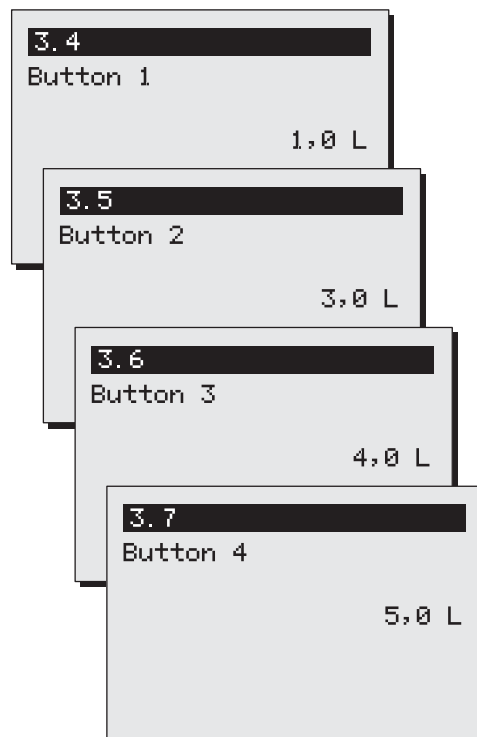 3.4
Button 1
1,0 L
3.5
Button 2
3,0 L
3.6
Button 3
4,0 L
3.7
Button 4
5,0 L